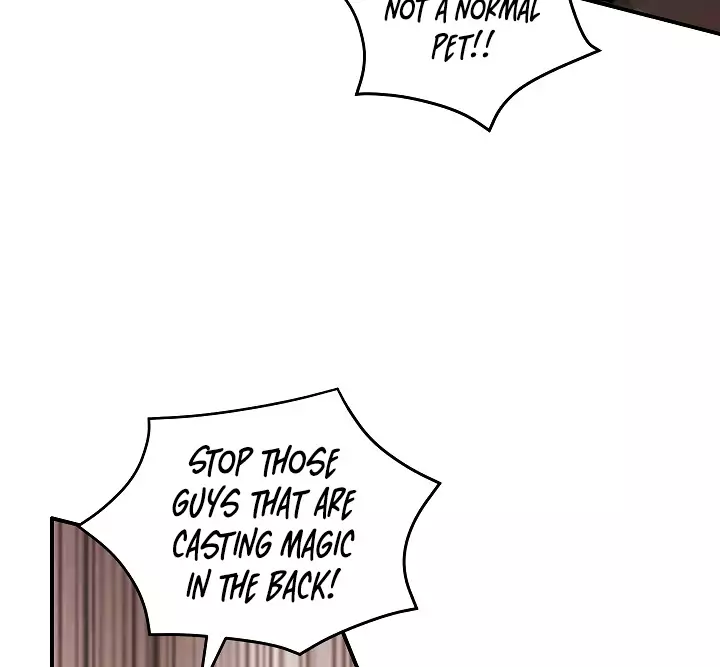 NOT A NORMAL
PET!!
STOP THOSE
GUYS THAT ARE
CASTING MAGIC
IN THE BACK!